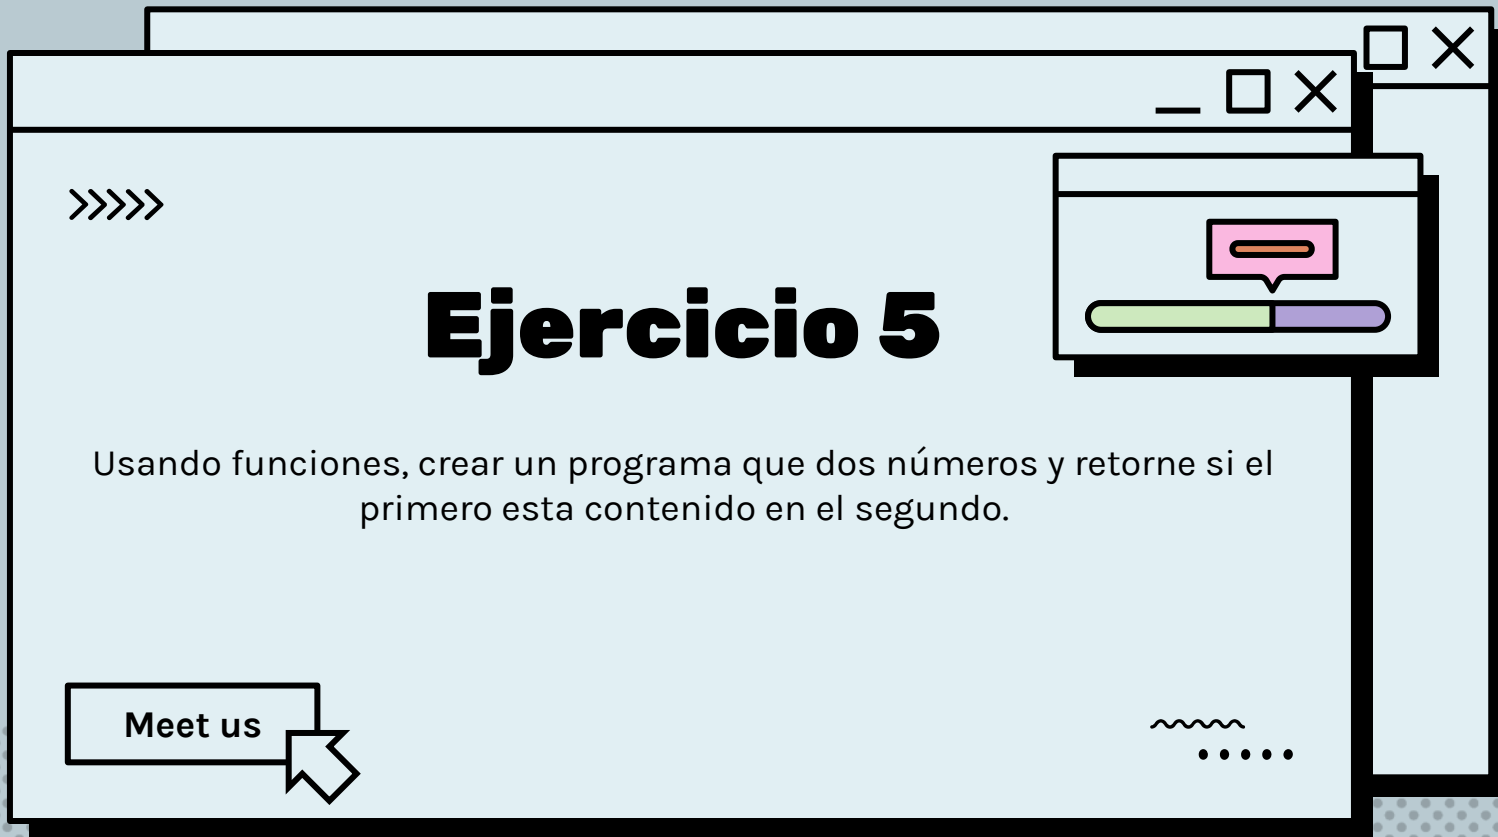 Ejercicio 5
Usando funciones, crear un programa que dos números y retorne si el
primero esta contenido en el segundo.
Meet us